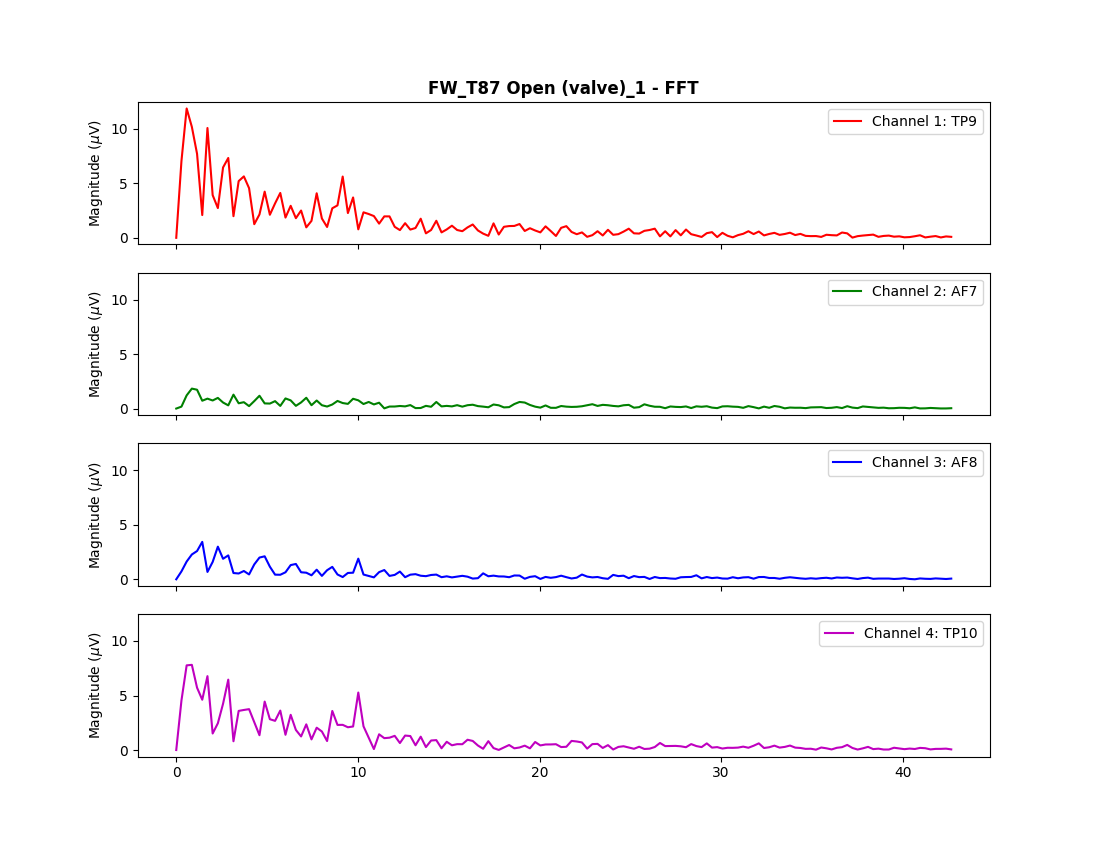 FW_T87 Open (valve)_1 - FFT
Magnitude (μV)
10
5
0
Channel 1: TP9
Magnitude (μV)
10
5
0
Channel 2: AF7
Magnitude (μV)
10
5
0
Channel 3: AF8
Magnitude (μV)
10
5
0
Channel 4: TP10
0 10 20 30 40